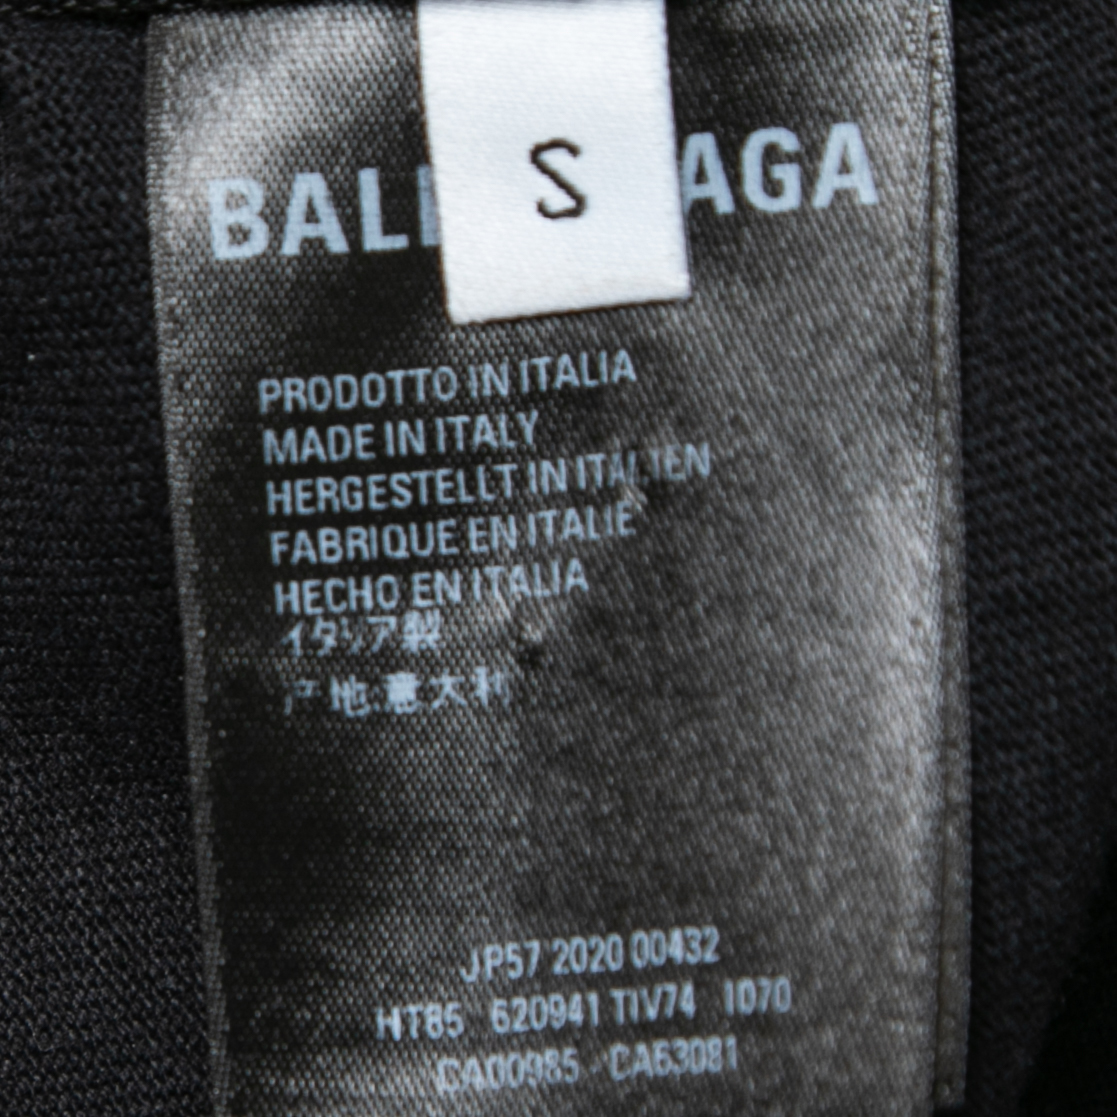 S
BALI AGA
PRODOTTO IN ITALIA
MADE IN ITALY
HERGESTELLT IN ITALIEN
FABRIQUE EN ITALIE
HECHO EN ITALIA
イタリア製
产地:意大利
JP57 2020 00432
HT85 620941 TIV74 1070
CA00985 - CA63081